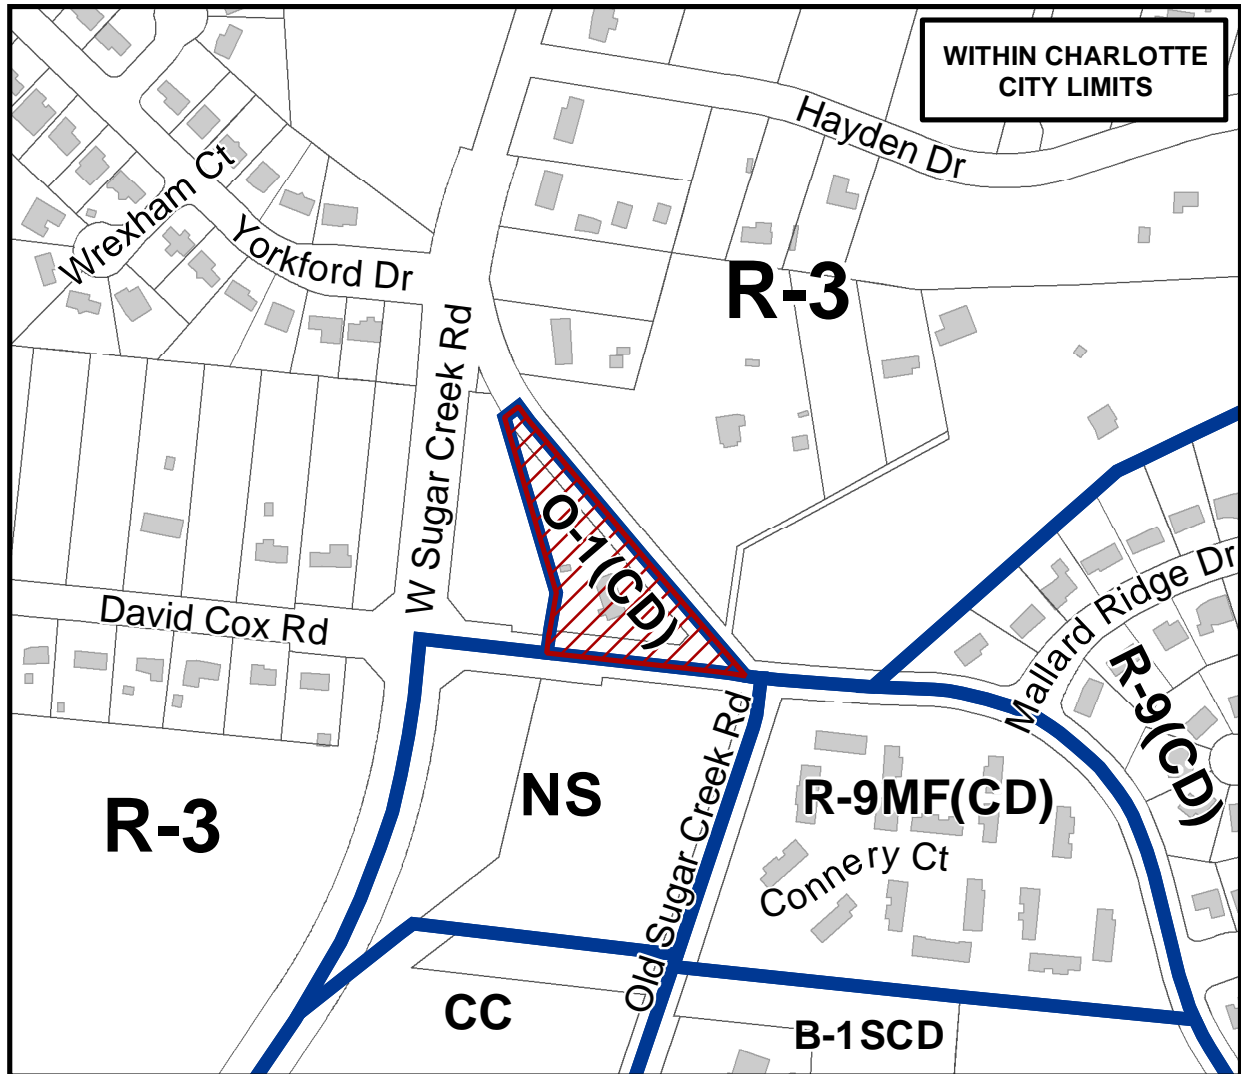 WITHIN CHARLOTTE
CITY LIMITS
Hayden Dr
Wrexham Ct
Yorkford Dr
R-3
W Sugar Creek Rd
O-1(CD)
David Cox Rd
Mallard Ridge Dr
R-9(CD)
Old Sugar Creek Rd
NS
R-9MF(CD)
R-3
Connery Ct
CC
B-1SCD